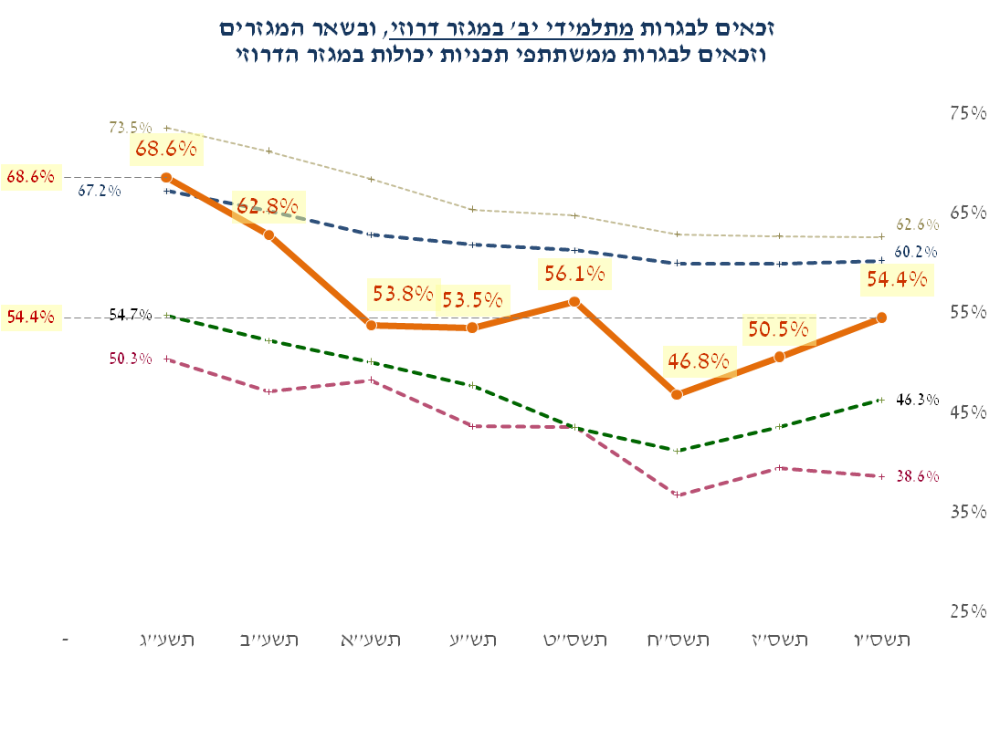 זכאים לבגרות מתלמידי יב׳ במגזר דרוזי, ובשאר המגזרים
וזכאים לבגרות ממשתתפי תכניות יכולות במגזר הדרוזי
75%
73.5%
68.6%
68.6%
67.2%
62.8%
65%
62.6%
60.2%
54.4%
56.1%
53.8%
53.5%
55%
54.4%
54.7%
50.5%
50.3%
46.8%
46.3%
45%
38.6%
35%
25%
תשס״ו
תשס״ז
תשס״ח
תשס״ט
תש״ע
תשע״א
תשע״ב
תשע״ג
-